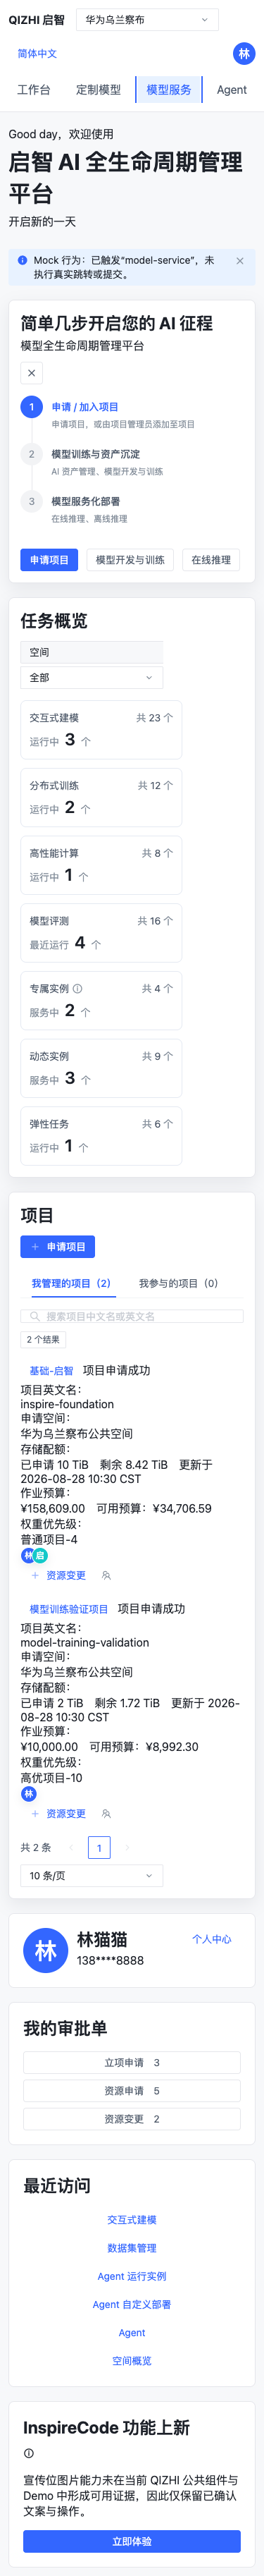 QIZHI 启智
华为乌兰察布
简体中文
林
工作台
定制模型
模型服务
Agent
Good day，欢迎使用
启智 AI 全生命周期管理
平台
开启新的一天
Mock 行为：已触发“model-service”，未
执行真实跳转或提交。
简单几步开启您的 AI 征程
模型全生命周期管理平台
1
申请 / 加入项目
申请项目，或由项目管理员添加至项目
2
模型训练与资产沉淀
AI 资产管理、模型开发与训练
3
模型服务化部署
在线推理、离线推理
申请项目
模型开发与训练
在线推理
任务概览
空间
全部
交互式建模
共 23 个
运行中 3 个
分布式训练
共 12 个
运行中 2 个
高性能计算
共 8 个
运行中 1 个
模型评测
共 16 个
最近运行 4 个
专属实例
共 4 个
服务中 2 个
动态实例
共 9 个
服务中 3 个
弹性任务
共 6 个
运行中 1 个
项目
申请项目
我管理的项目（2）
我参与的项目（0）
搜索项目中文名或英文名
2 个结果
基础-启智 项目申请成功
项目英文名：
inspire-foundation
申请空间：
华为乌兰察布公共空间
存储配额：
已申请 10 TiB 剩余 8.42 TiB 更新于
2026-08-28 10:30 CST
作业预算：
¥158,609.00 可用预算：¥34,706.59
权重优先级：
普通项目-4
林 启
资源变更
模型训练验证项目 项目申请成功
项目英文名：
model-training-validation
申请空间：
华为乌兰察布公共空间
存储配额：
已申请 2 TiB 剩余 1.72 TiB 更新于 2026-
08-28 10:30 CST
作业预算：
¥10,000.00 可用预算：¥8,992.30
权重优先级：
高优项目-10
林
资源变更
共 2 条
1
10 条/页
林
林猫猫
138****8888
个人中心
我的审批单
立项申请 3
资源申请 5
资源变更 2
最近访问
交互式建模
数据集管理
Agent 运行实例
Agent 自定义部署
Agent
空间概览
InspireCode 功能上新
宣传位图片能力未在当前 QIZHI 公共组件与
Demo 中形成可用证据，因此仅保留已确认
文案与操作。
立即体验